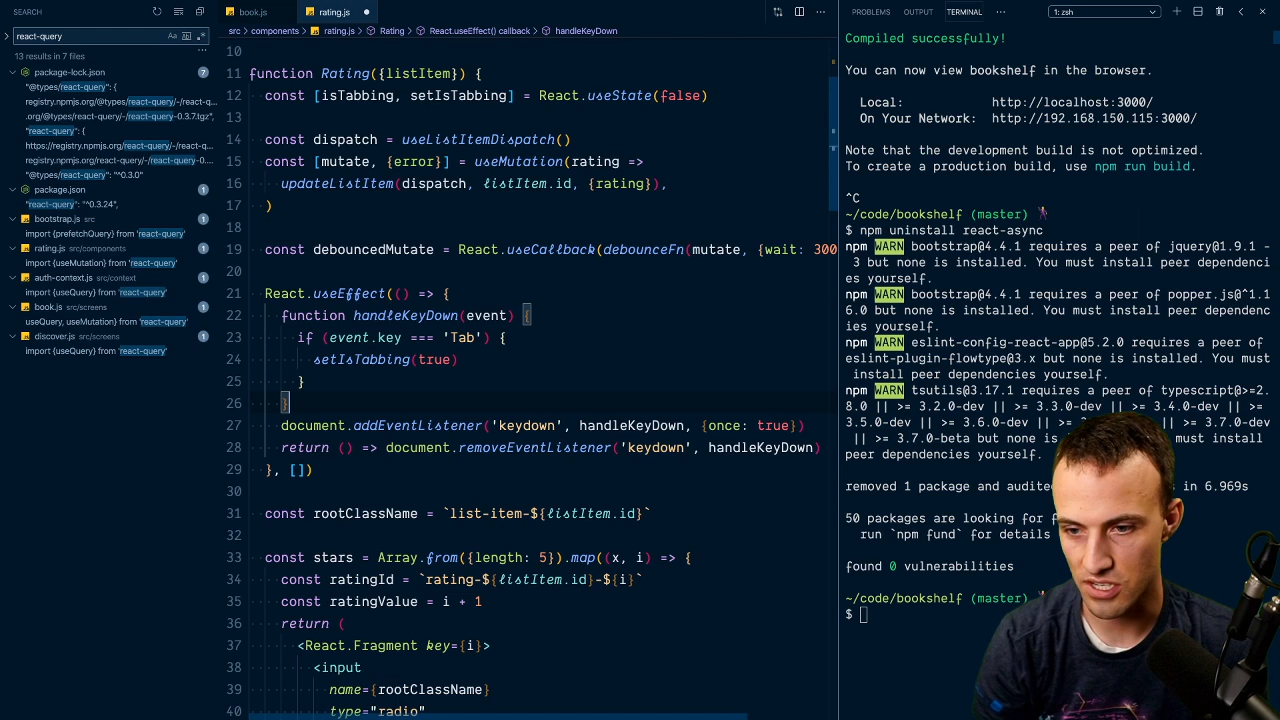 SEARCH
react-query
Aa
13 results in 7 files
package-lock.json 7
"@types/react-query": {
registry.npmjs.org/@types/react-query/-/react-q...
.org/@types/react-query/-/react-query-0.3.7.tgz",
"react-query": {
https://registry.npmjs.org/react-query/-/react-q...
registry.npmjs.org/react-query/-/react-query-0....
"@types/react-query": "^0.3.0"
package.json 1
"react-query": "^0.3.24",
bootstrap.js src 1
import {prefetchQuery} from 'react-query'
rating.js src/components 1
import {useMutation} from 'react-query'
auth-context.js src/context 1
import {useQuery} from 'react-query'
book.js src/screens 1
useQuery, useMutation} from 'react-query'
discover.js src/screens 1
import {useQuery} from 'react-query'
book.js rating.js
src > components > rating.js > Rating > React.useEffect() callback > handleKeyDown
10
11 function Rating({listItem}) {
12 const [isTabbing, setIsTabbing] = React.useState(false)
13
14 const dispatch = useListItemDispatch()
15 const [mutate, {error}] = useMutation(rating =>
16 updateListItem(dispatch, listItem.id, {rating}),
17 )
18
19 const debouncedMutate = React.useCallback(debounceFn(mutate, {wait: 300
20
21 React.useEffect(() => {
22 function handleKeyDown(event) {
23 if (event.key === 'Tab') {
24 setIsTabbing(true)
25 }
26 }
27 document.addEventListener('keydown', handleKeyDown, {once: true})
28 return () => document.removeEventListener('keydown', handleKeyDown)
29 }, [])
30
31 const rootClassName = `list-item-${listItem.id}`
32
33 const stars = Array.from({length: 5}).map((x, i) => {
34 const ratingId = `rating-${listItem.id}-${i}`
35 const ratingValue = i + 1
36 return (
37 <React.Fragment key={i}>
38 <input
39 name={rootClassName}
40 type="radio"
PROBLEMS OUTPUT TERMINAL ... 1: zsh
Compiled successfully!
You can now view bookshelf in the browser.
Local: http://localhost:3000/
On Your Network: http://192.168.150.115:3000/
Note that the development build is not optimized.
To create a production build, use npm run build.
^C
~/code/bookshelf (master)
$ npm uninstall react-async
npm WARN bootstrap@4.4.1 requires a peer of jquery@1.9.1 -
3 but none is installed. You must install peer dependenci
es yourself.
npm WARN bootstrap@4.4.1 requires a peer of popper.js@^1.1
6.0 but none is installed. You must install peer dependenc
ies yourself.
npm WARN eslint-config-react-app@5.2.0 requires a peer of
eslint-plugin-flowtype@3.x but none is installed. You must
install peer dependencies yourself.
npm WARN tsutils@3.17.1 requires a peer of typescript@>=2.
8.0 || >= 3.2.0-dev || >= 3.3.0-dev || >= 3.4.0-dev || >=
3.5.0-dev || >= 3.6.0-dev || >= 3.7.0-
dev || >= 3.7.0-beta but none is must install
peer dependencies yourself.
removed 1 package and audited s in 6.969s
50 packages are looking for
run `npm fund` for details
found 0 vulnerabilities
~/code/bookshelf (master)
$